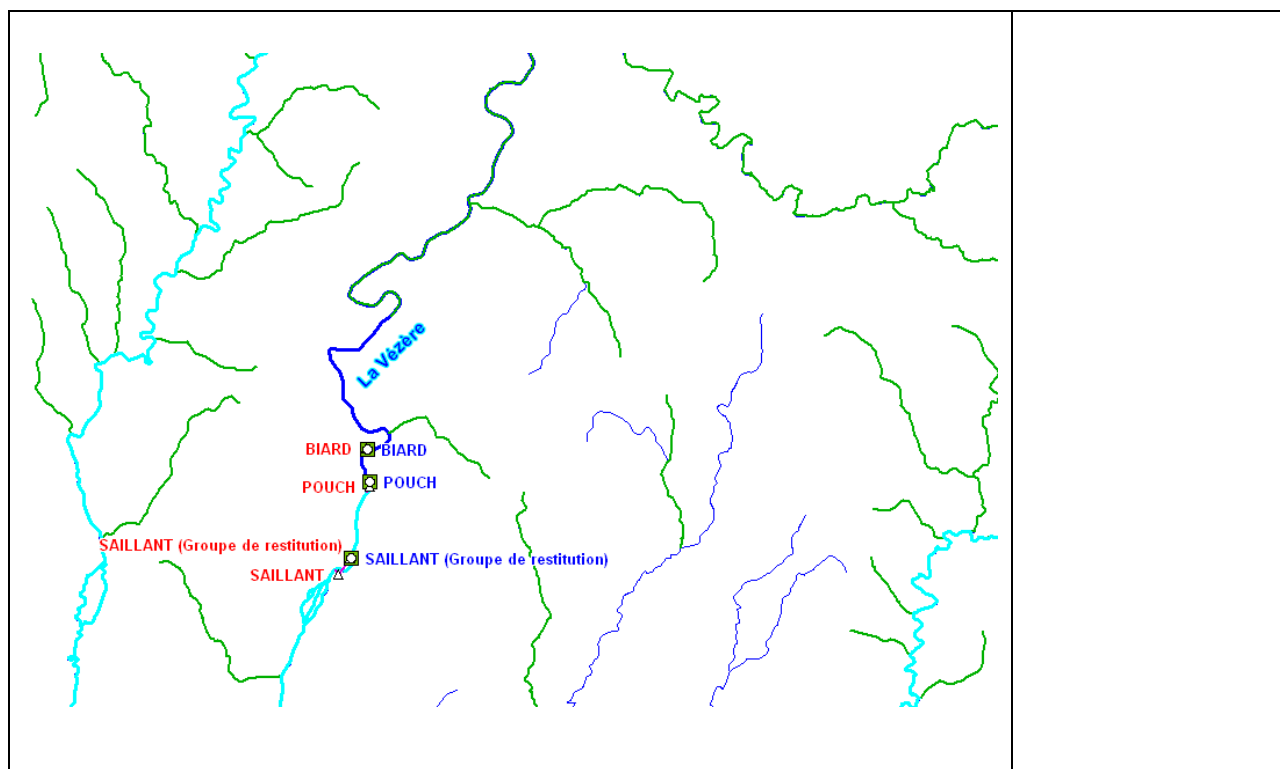 La Vézère
BIARD BIARD
POUCH POUCH
SAILLANT (Groupe de restitution)
SAILLANT (Groupe de restitution)
SAILLANT